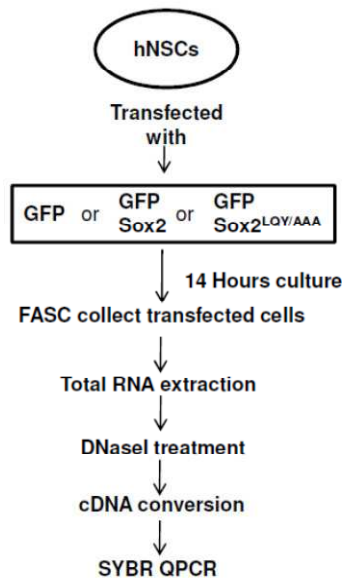 hNSCs
Transfected
with
GFP or GFP Sox2 or GFP Sox2LQY/AAA
14 Hours culture
FASC collect transfected cells
Total RNA extraction
DNaseI treatment
cDNA conversion
SYBR QPCR